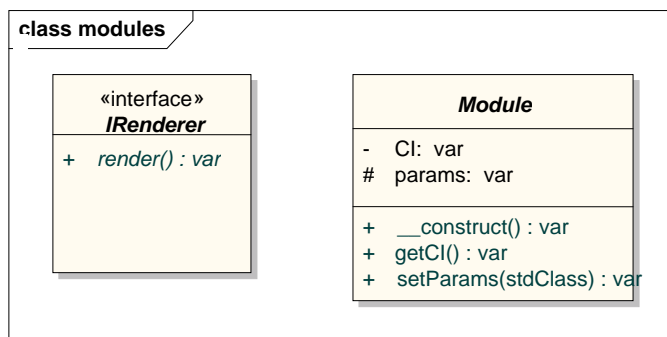 class modules
«interface»
IRenderer
+ render() : var
Module
- CI: var
# params: var
+ __construct() : var
+ getCI() : var
+ setParams(stdClass) : var